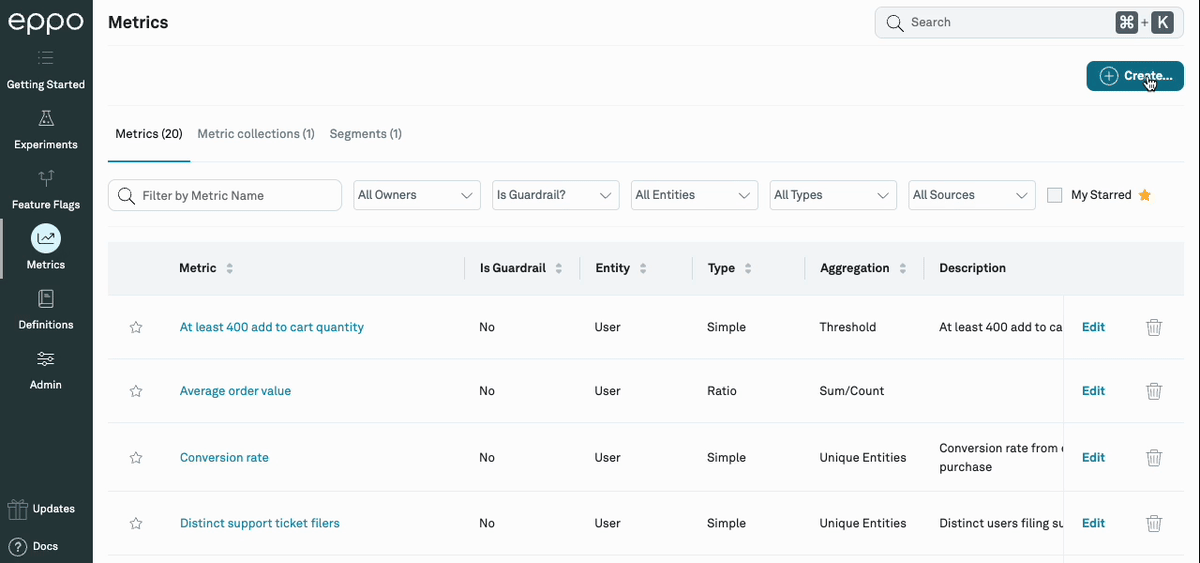 eppo
Getting Started
Experiments
Feature Flags
Metrics
Definitions
Admin
Updates
? Docs
Metrics
Search ⌘ + K
Create...
Metrics (20) Metric collections (1) Segments (1)
Filter by Metric Name All Owners Is Guardrail? All Entities All Types All Sources My Starred
Metric Is Guardrail Entity Type Aggregation Description
At least 400 add to cart quantity No User Simple Threshold At least 400 add to ca Edit
Average order value No User Ratio Sum/Count Edit
Conversion rate No User Simple Unique Entities Conversion rate from
purchase Edit
Distinct support ticket filers No User Simple Unique Entities Distinct users filing su Edit